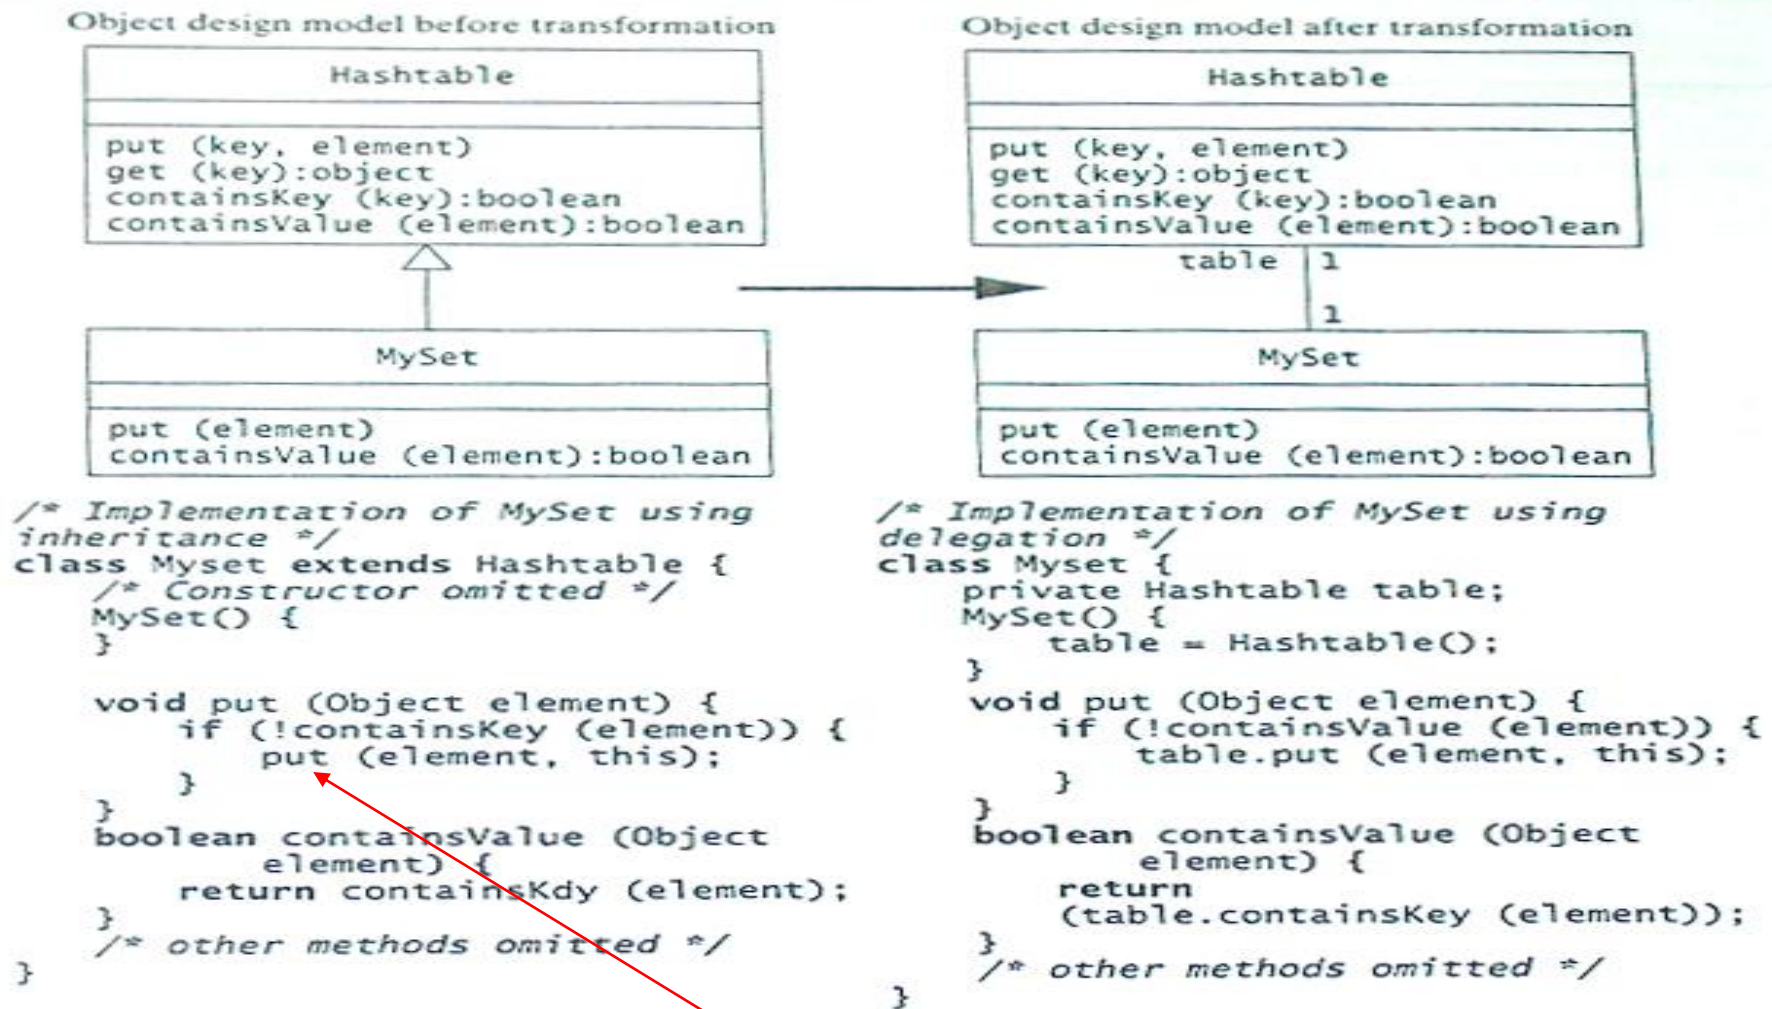 Object design model before transformation
Hashtable
put (key, element)
get (key):object
containsKey (key):boolean
containsValue (element):boolean
MySet
put (element)
containsValue (element):boolean
/* Implementation of MySet using
inheritance */
class Myset extends Hashtable {
/* Constructor omitted */
MySet() {
}
void put (Object element) {
if (!containsKey (element)) {
put (element, this);
}
}
boolean containsValue (Object
element) {
return containsKdy (element);
}
/* other methods omitted */
}
Object design model after transformation
Hashtable
put (key, element)
get (key):object
containsKey (key):boolean
containsValue (element):boolean
table 1
1
MySet
put (element)
containsValue (element):boolean
/* Implementation of MySet using
delegation */
class Myset {
private Hashtable table;
MySet() {
table = Hashtable();
}
void put (Object element) {
if (!containsValue (element)) {
table.put (element, this);
}
}
boolean containsValue (Object
element) {
return
(table.containsKey (element));
}
/* other methods omitted */
}